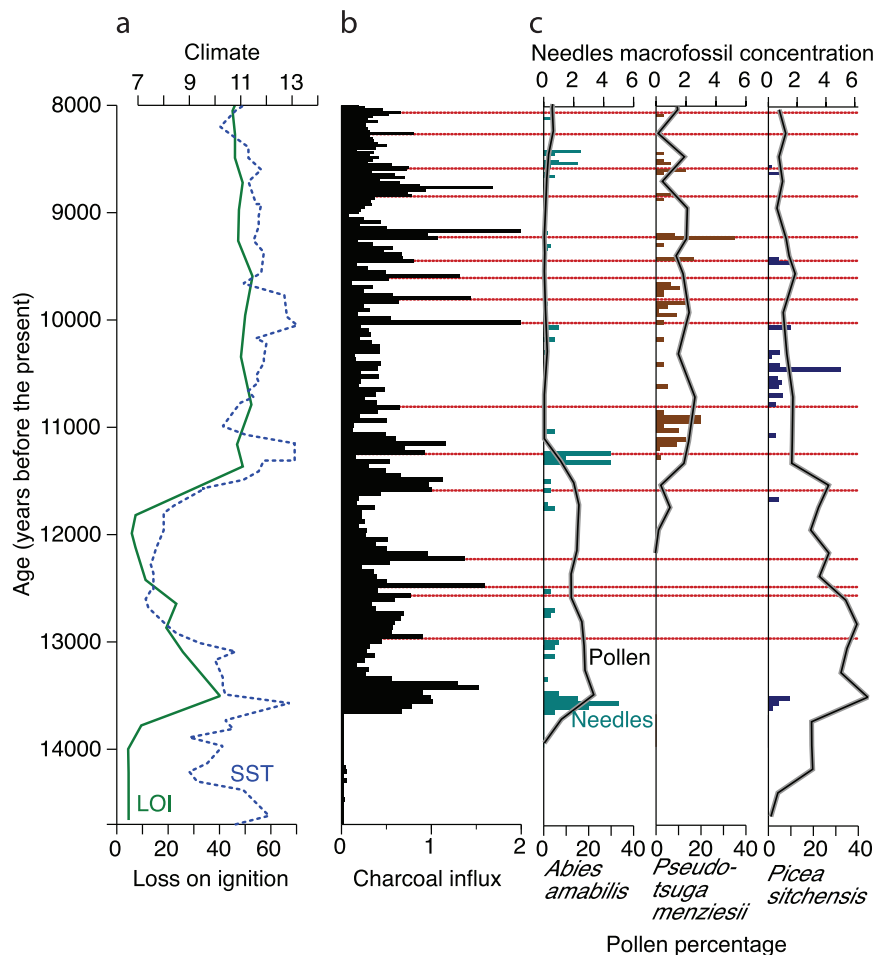 a
b
c
Climate
Needles macrofossil concentration
7 9 11 13
0 2 4 6 0 2 4 6 0 2 4 6
8000
9000
10000
11000
12000
13000
14000
Age (years before the present)
Pollen
Needles
SST
LOI
0 20 40 60
0 1 2
0 20 40 0 20 40 0 20 40
Loss on ignition
Charcoal influx
Abies
amabilis
Pseudo-
tsuga
menziesii
Picea
sitchensis
Pollen percentage